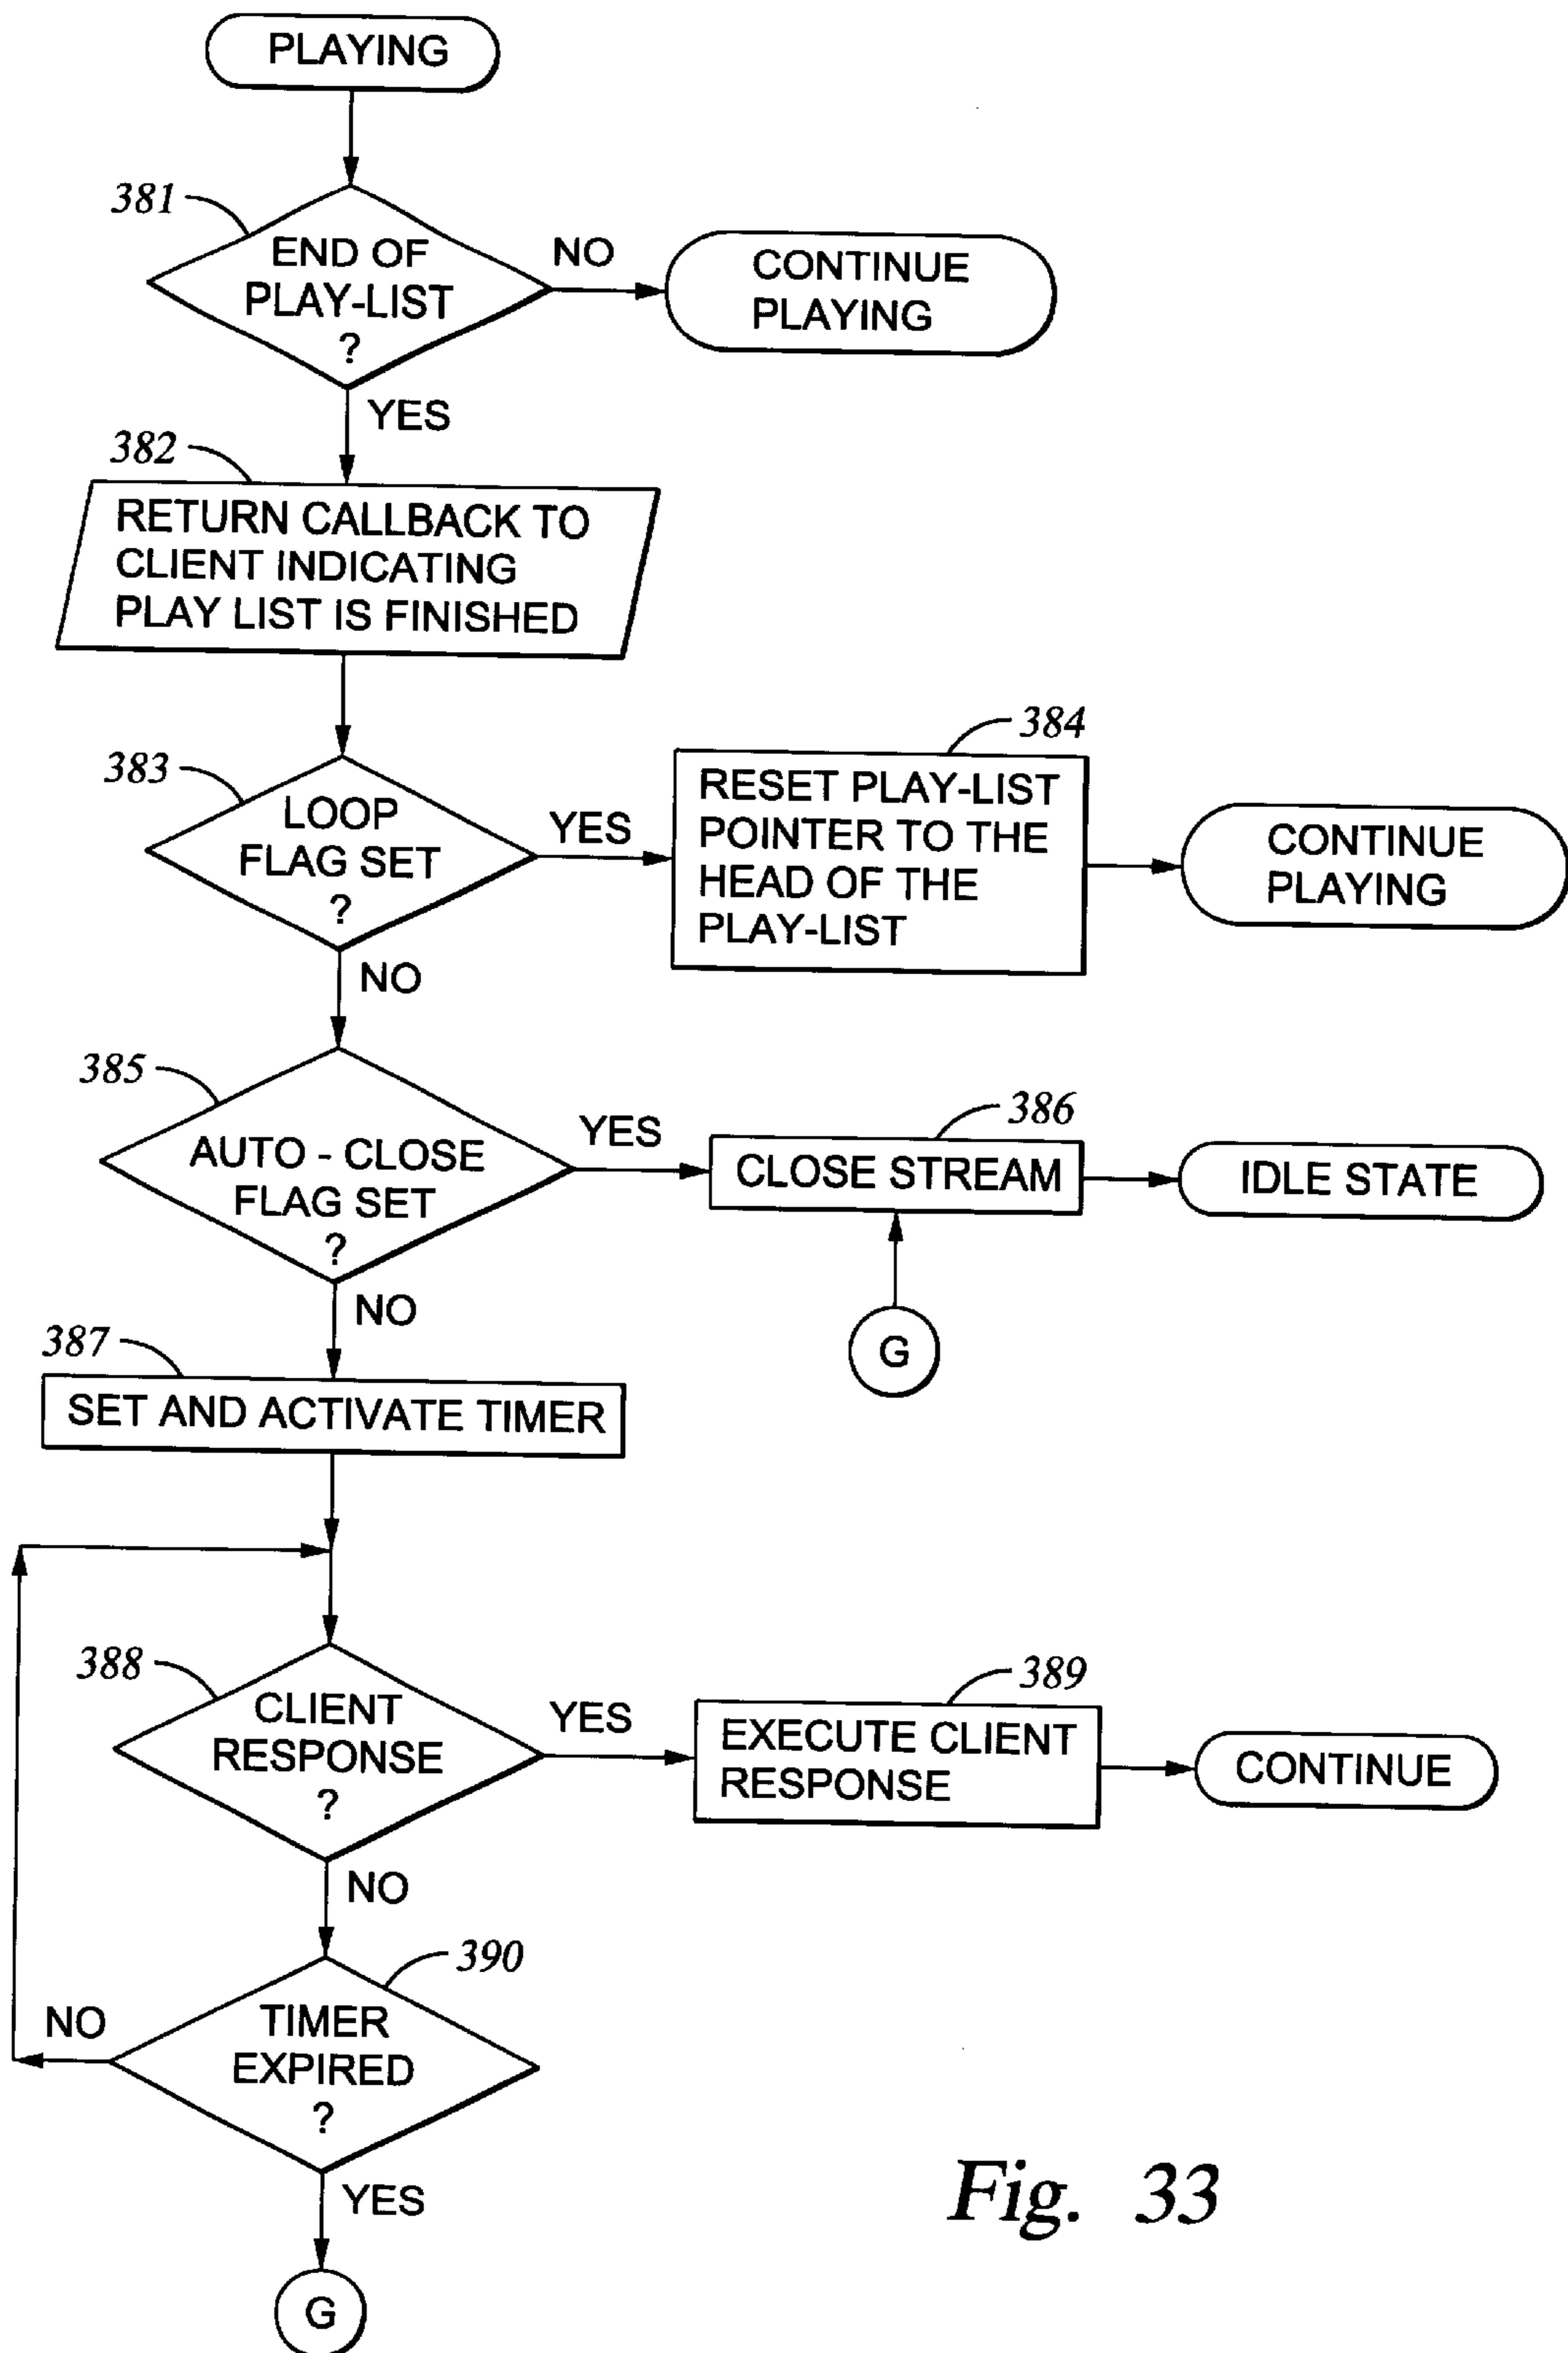 PLAYING
381
END OF
PLAY-LIST
?
NO
CONTINUE
PLAYING
YES
382
RETURN CALLBACK TO
CLIENT INDICATING
PLAY LIST IS FINISHED
383
LOOP
FLAG SET
?
YES
384
RESET PLAY-LIST
POINTER TO THE
HEAD OF THE
PLAY-LIST
CONTINUE
PLAYING
NO
385
AUTO - CLOSE
FLAG SET
?
YES
386
CLOSE STREAM
IDLE STATE
G
NO
387
SET AND ACTIVATE TIMER
388
CLIENT
RESPONSE
?
YES
389
EXECUTE CLIENT
RESPONSE
CONTINUE
NO
390
TIMER
EXPIRED
?
NO
YES
G
Fig. 33